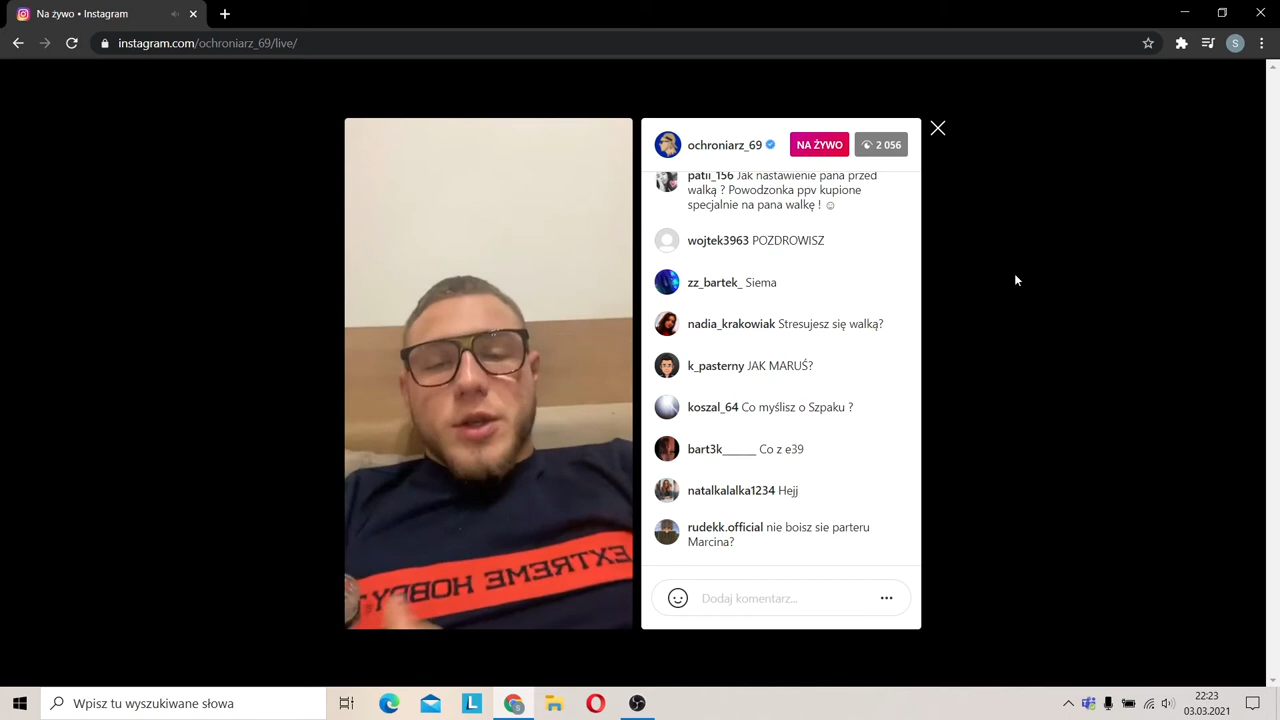 Na żywo • Instagram
instagram.com/ochroniarz_69/live/
S
ochroniarz_69
NA ŻYWO
2 056
patii_156 Jak nastawienie pana przed
walką ? Powodzonka ppv kupione
specjalnie na pana walkę ! ☺
wojtek3963 POZDROWISZ
zz_bartek_ Siema
nadia_krakowiak Stresujesz się walką?
k_pasterny JAK MARUŚ?
koszal_64 Co myślisz o Szpaku ?
bart3k______ Co z e39
natalkalalka1234 Hejj
rudekk.official nie boisz sie parteru
Marcina?
Dodaj komentarz...
EXTREME HOBBY
Wpisz tu wyszukiwane słowa
L
22:23
03.03.2021